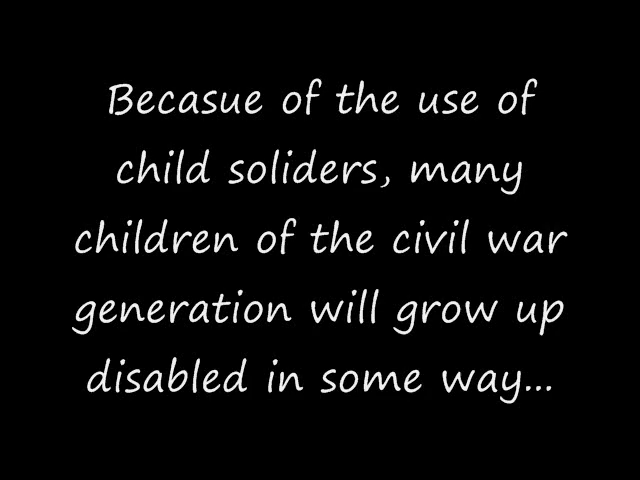 Becasue of the use of
child soliders, many
children of the civil war
generation will grow up
disabled in some way...